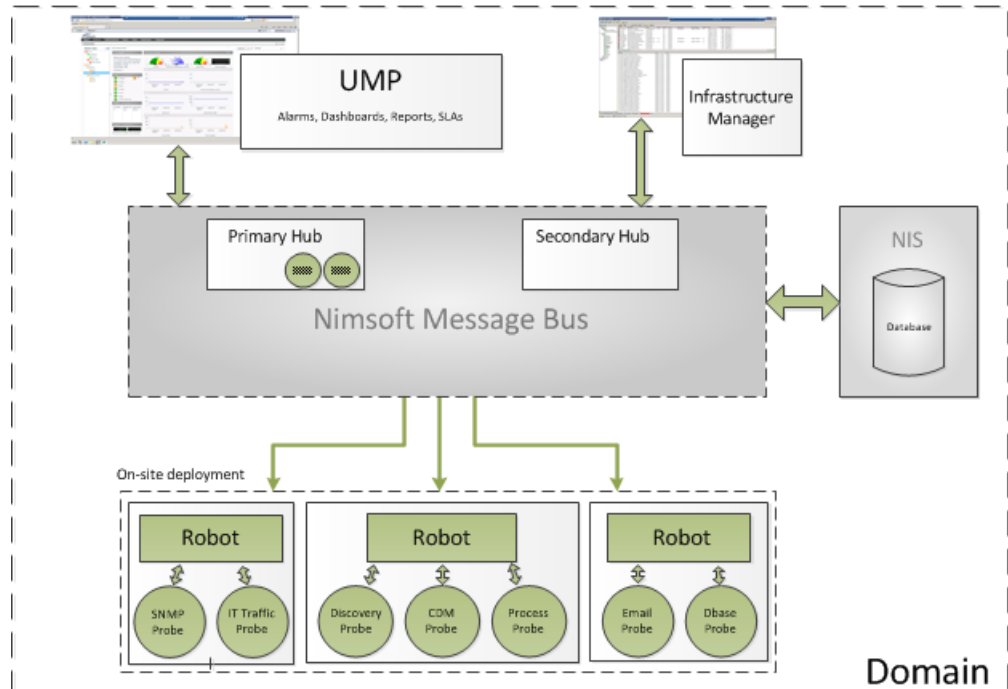 UMP
Alarms, Dashboards, Reports, SLAs
Infrastructure
Manager
Primary Hub
Secondary Hub
Nimsoft Message Bus
NIS
Database
On-site deployment
Robot
SNMP
Probe
IT Traffic
Probe
Robot
Discovery
Probe
CDM
Probe
Process
Probe
Robot
Email
Probe
Dbase
Probe
Domain